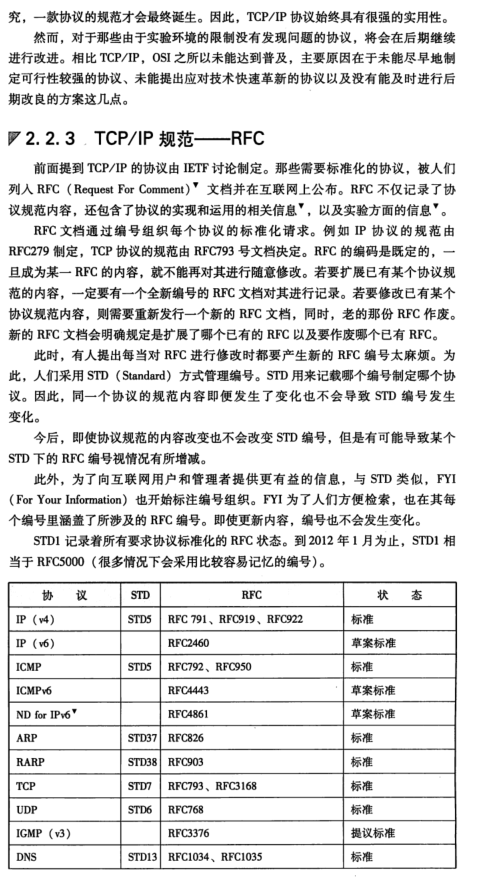 究，一款协议的规范才会最终诞生。因此，TCP/IP 协议始终具有很强的实用性。
然而，对于那些由于实验环境的限制没有发现问题的协议，将会在后期继续
进行改进。相比 TCP/IP，OSI 之所以未能达到普及，主要原因在于未能尽早地制
定可行性较强的协议、未能提出应对技术快速革新的协议以及没有能及时进行后
期改良的方案这几点。
2.2.3 TCP/IP 规范——RFC
前面提到 TCP/IP 的协议由 IETF 讨论制定。那些需要标准化的协议，被人们
列入 RFC（Request For Comment）▼ 文档并在互联网上公布。RFC 不仅记录了协
议规范内容，还包含了协议的实现和运用的相关信息▼，以及实验方面的信息▼。
RFC 文档通过编号组织每个协议的标准化请求。例如 IP 协议的规范由
RFC279 制定，TCP 协议的规范由 RFC793 号文档决定。RFC 的编码是既定的，一
旦成为某一 RFC 的内容，就不能再对其进行随意修改。若要扩展已有某个协议规
范的内容，一定要有一个全新编号的 RFC 文档对其进行记录。若要修改已有某个
协议规范内容，则需要重新发行一个新的 RFC 文档，同时，老的那份 RFC 作废。
新的 RFC 文档会明确规定是扩展了哪个已有的 RFC 以及要作废哪个已有 RFC。
此时，有人提出每当对 RFC 进行修改时都要产生新的 RFC 编号太麻烦。为
此，人们采用 STD（Standard）方式管理编号。STD 用来记载哪个编号制定哪个协
议。因此，同一个协议的规范内容即便发生了变化也不会导致 STD 编号发生
变化。
今后，即使协议规范的内容改变也不会改变 STD 编号，但是有可能导致某个
STD 下的 RFC 编号视情况有所增减。
此外，为了向互联网用户和管理者提供更有益的信息，与 STD 类似，FYI
（For Your Information）也开始标注编号组织。FYI 为了人们方便检索，也在其每
个编号里涵盖了所涉及的 RFC 编号。即使更新内容，编号也不会发生变化。
STD1 记录着所有要求协议标准化的 RFC 状态。到 2012 年 1 月为止，STD1 相
当于 RFC5000（很多情况下会采用比较容易记忆的编号）。
协 议 STD RFC 状 态
IP（v4） STD5 RFC 791、RFC919、RFC922 标准
IP（v6） RFC2460 草案标准
ICMP STD5 RFC792、RFC950 标准
ICMPv6 RFC4443 草案标准
ND for IPv6▼ RFC4861 草案标准
ARP STD37 RFC826 标准
RARP STD38 RFC903 标准
TCP STD7 RFC793、RFC3168 标准
UDP STD6 RFC768 标准
IGMP（v3） RFC3376 提议标准
DNS STD13 RFC1034、RFC1035 标准